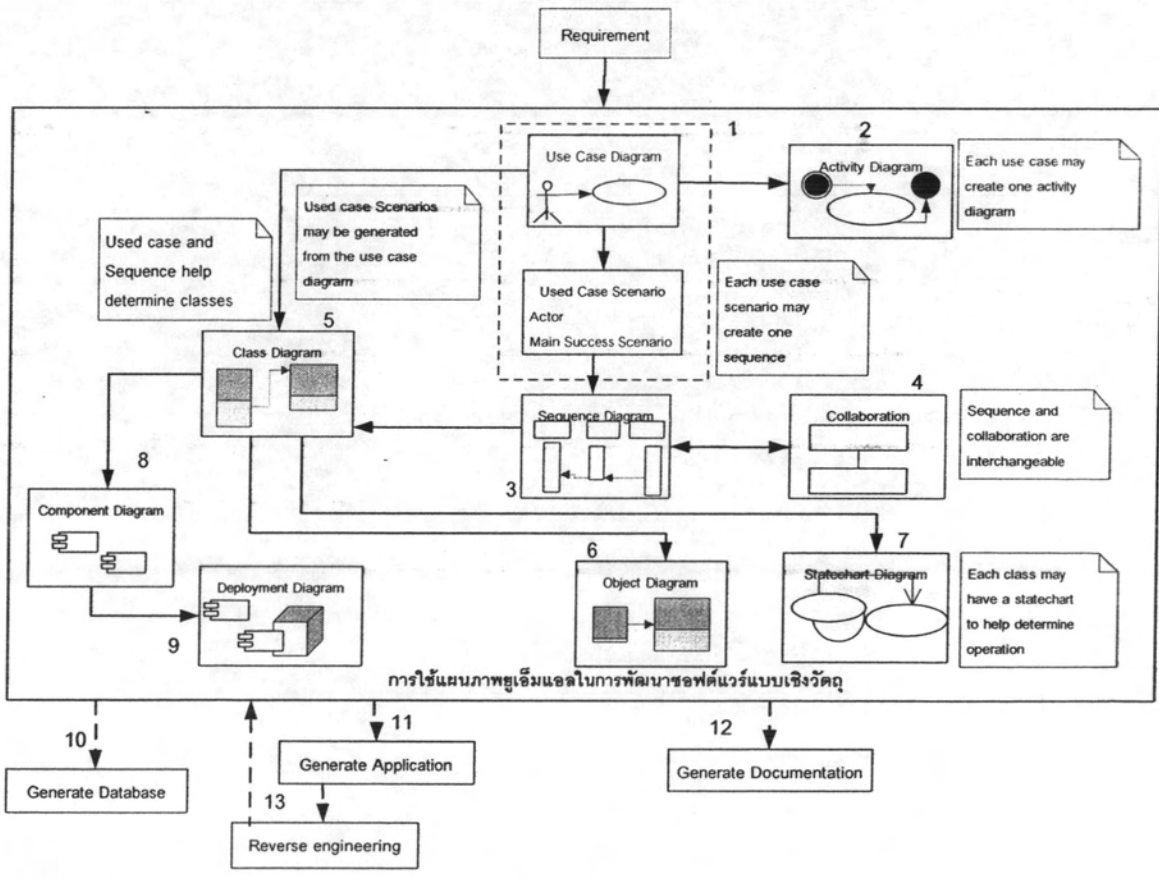 Requirement
1
Use Case Diagram
2
Activity Diagram
Each use case may
create one activity
diagram
Used case Scenarios
may be generated
from the use case
diagram
Used case and
Sequence help
determine classes
Used Case Scenario
Actor
Main Success Scenario
Each use case
scenario may
create one
sequence
5
Class Diagram
Sequence Diagram
3
4
Collaboration
Sequence and
collaboration are
interchangeable
8
Component Diagram
Deployment Diagram
9
6
Object Diagram
7
Statechart Diagram
Each class may
have a statechart
to help determine
operation
การใช้แผนภาพยูเอ็มแอลในการพัฒนาซอฟต์แวร์แบบเชิงวัตถุ
10
Generate Database
11
Generate Application
12
Generate Documentation
13
Reverse engineering